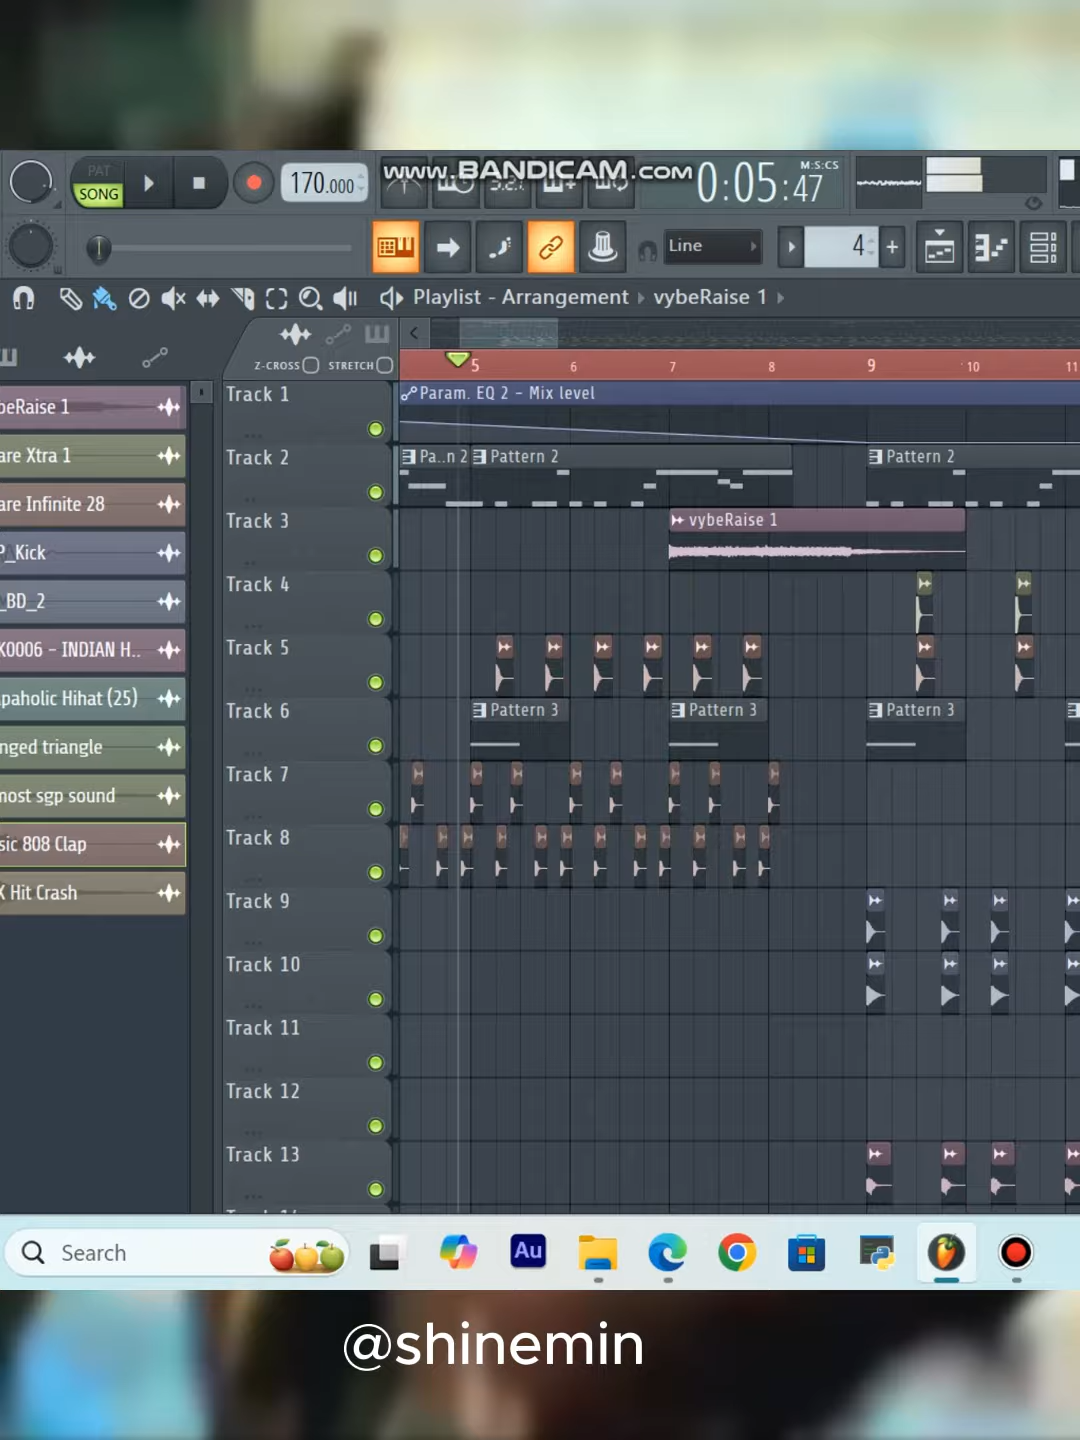 www.BANDICAM.com
PAT
SONG
170.000
0:05:47
M:S:CS
Line
4
Playlist - Arrangement ▸ vybeRaise 1 ▸
Z-CROSS
STRETCH
5
6
7
8
9
10
11
beRaise 1
are Xtra 1
are Infinite 28
P_Kick
_BD_2
K0006 - INDIAN H..
paholic Hihat (25)
nged triangle
most sgp sound
sic 808 Clap
X Hit Crash
Track 1
Param. EQ 2 - Mix level
Track 2
Pa..n 2
Pattern 2
Pattern 2
Track 3
vybeRaise 1
Track 4
Track 5
Track 6
Pattern 3
Pattern 3
Pattern 3
Track 7
Track 8
Track 9
Track 10
Track 11
Track 12
Track 13
Search
Au
@shinemin